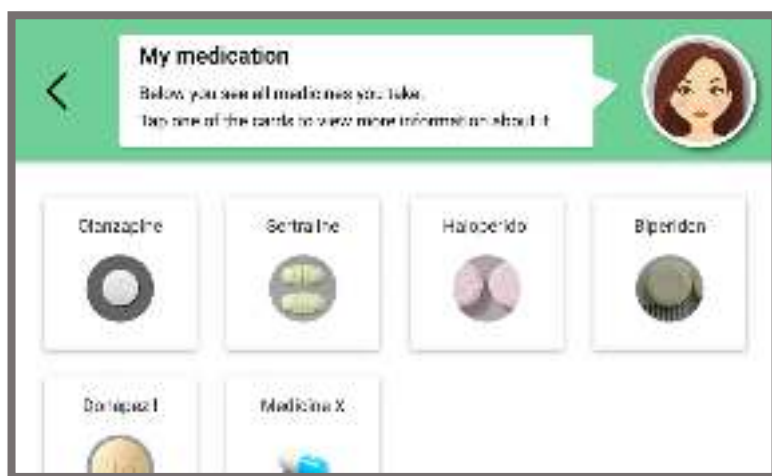 My medication
Below you see all medicines you take.
Tap one of the cards to view more information about it
Olanzapine
Sertraline
Haloperidol
Biperiden
Donepezil
Medicine X